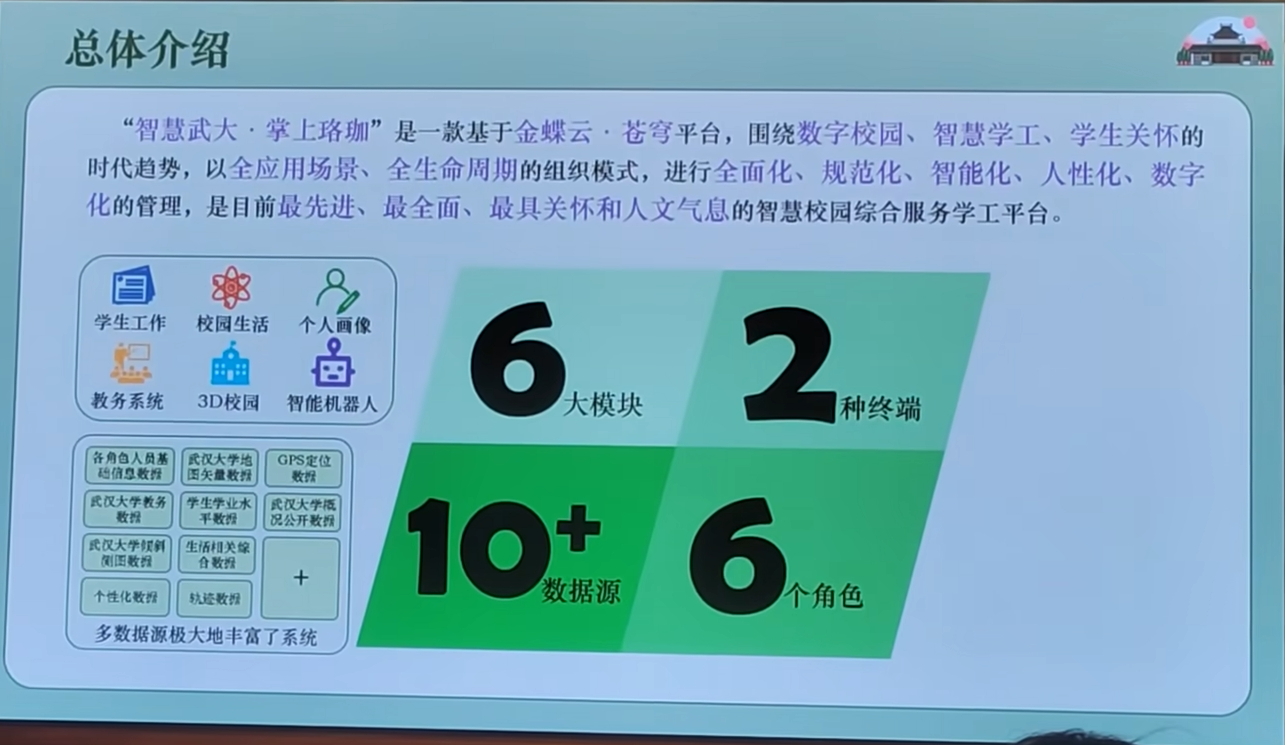 总体介绍
“智慧武大·掌上珞珈”是一款基于金蝶云·苍穹平台，围绕数字校园、智慧学工、学生关怀的
时代趋势，以全应用场景、全生命周期的组织模式，进行全面化、规范化、智能化、人性化、数字
化的管理，是目前最先进、最全面、最具关怀和人文气息的智慧校园综合服务学工平台。
学生工作 校园生活 个人画像
教务系统 3D校园 智能机器人
6大模块
2种终端
10+数据源
6个角色
各角色人员基
础信息数据
武汉大学地
图矢量数据
GPS定位
数据
武汉大学教务
数据
学生学业水
平数据
武汉大学概
况公开数据
武汉大学倾斜
测图数据
生活相关综
合数据
+
个性化数据
轨迹数据
多数据源极大地丰富了系统